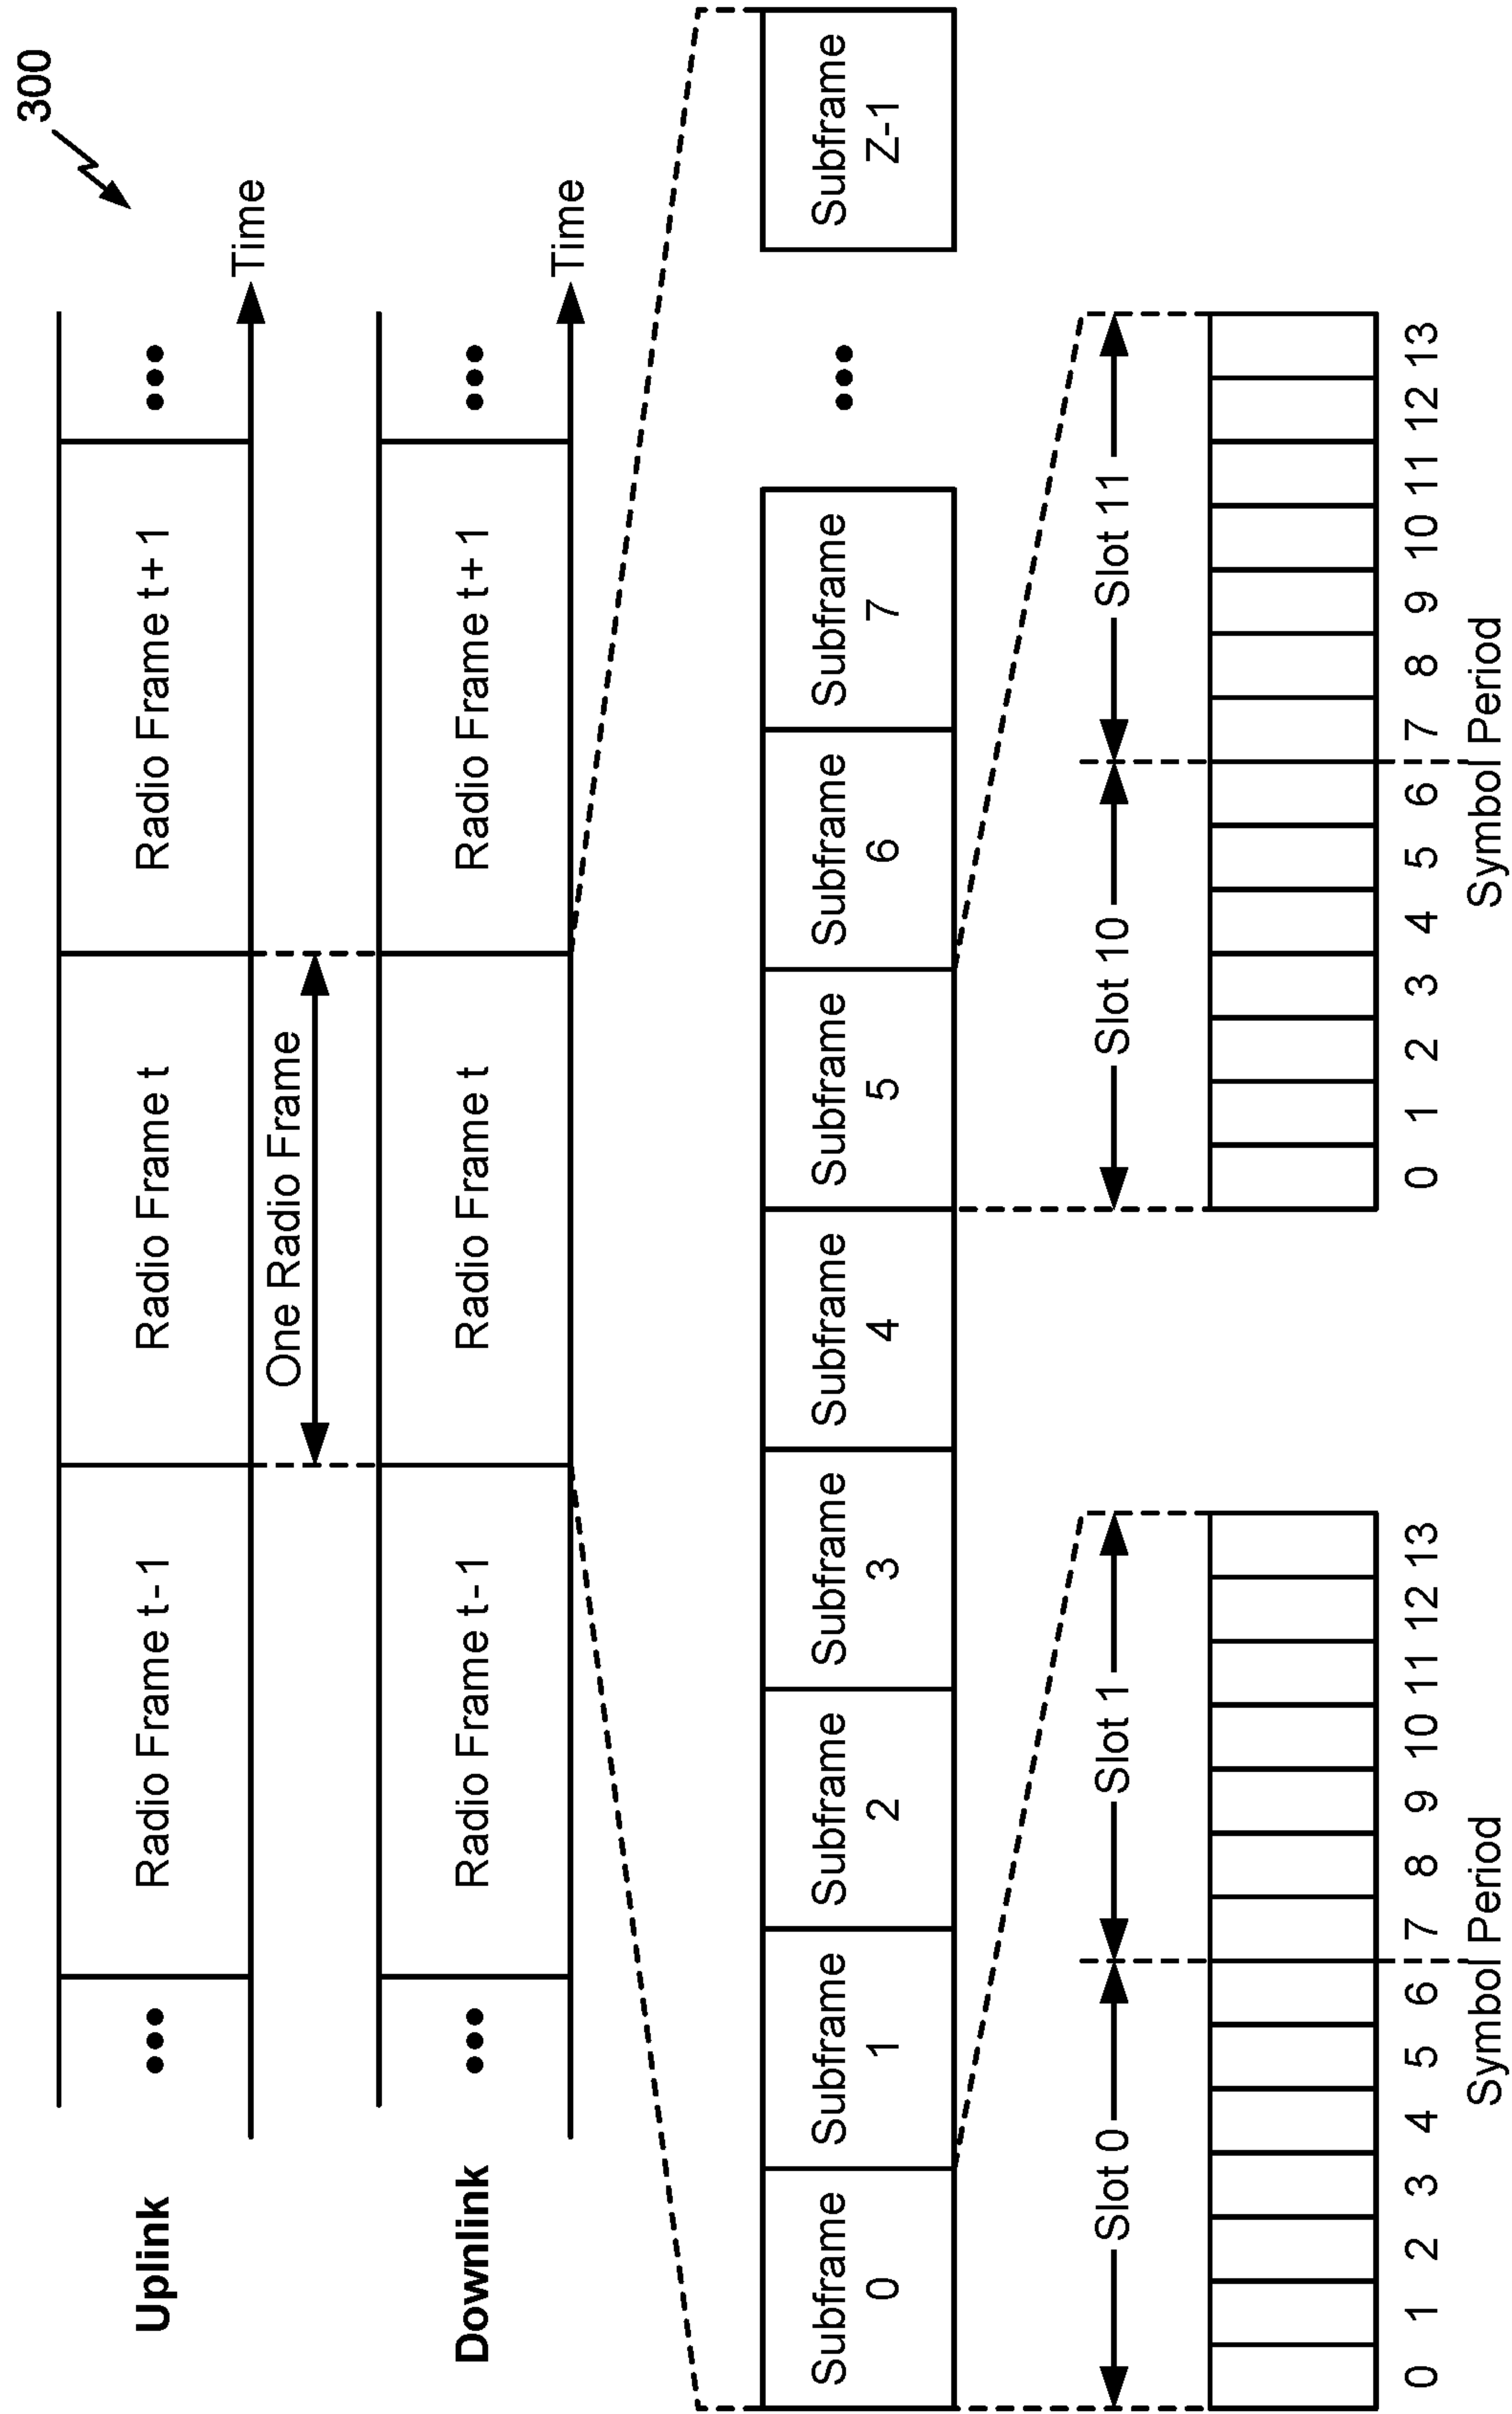 300
Uplink
••• Radio Frame t-1 Radio Frame t Radio Frame t+1 •••
Time
One Radio Frame
Downlink
••• Radio Frame t-1 Radio Frame t Radio Frame t+1 •••
Time
Subframe 0
Subframe 1
Subframe 2
Subframe 3
Subframe 4
Subframe 5
Subframe 6
Subframe 7
•••
Subframe Z-1
Slot 0 Slot 1
0 1 2 3 4 5 6 7 8 9 10 11 12 13
Symbol Period
Slot 10 Slot 11
0 1 2 3 4 5 6 7 8 9 10 11 12 13
Symbol Period